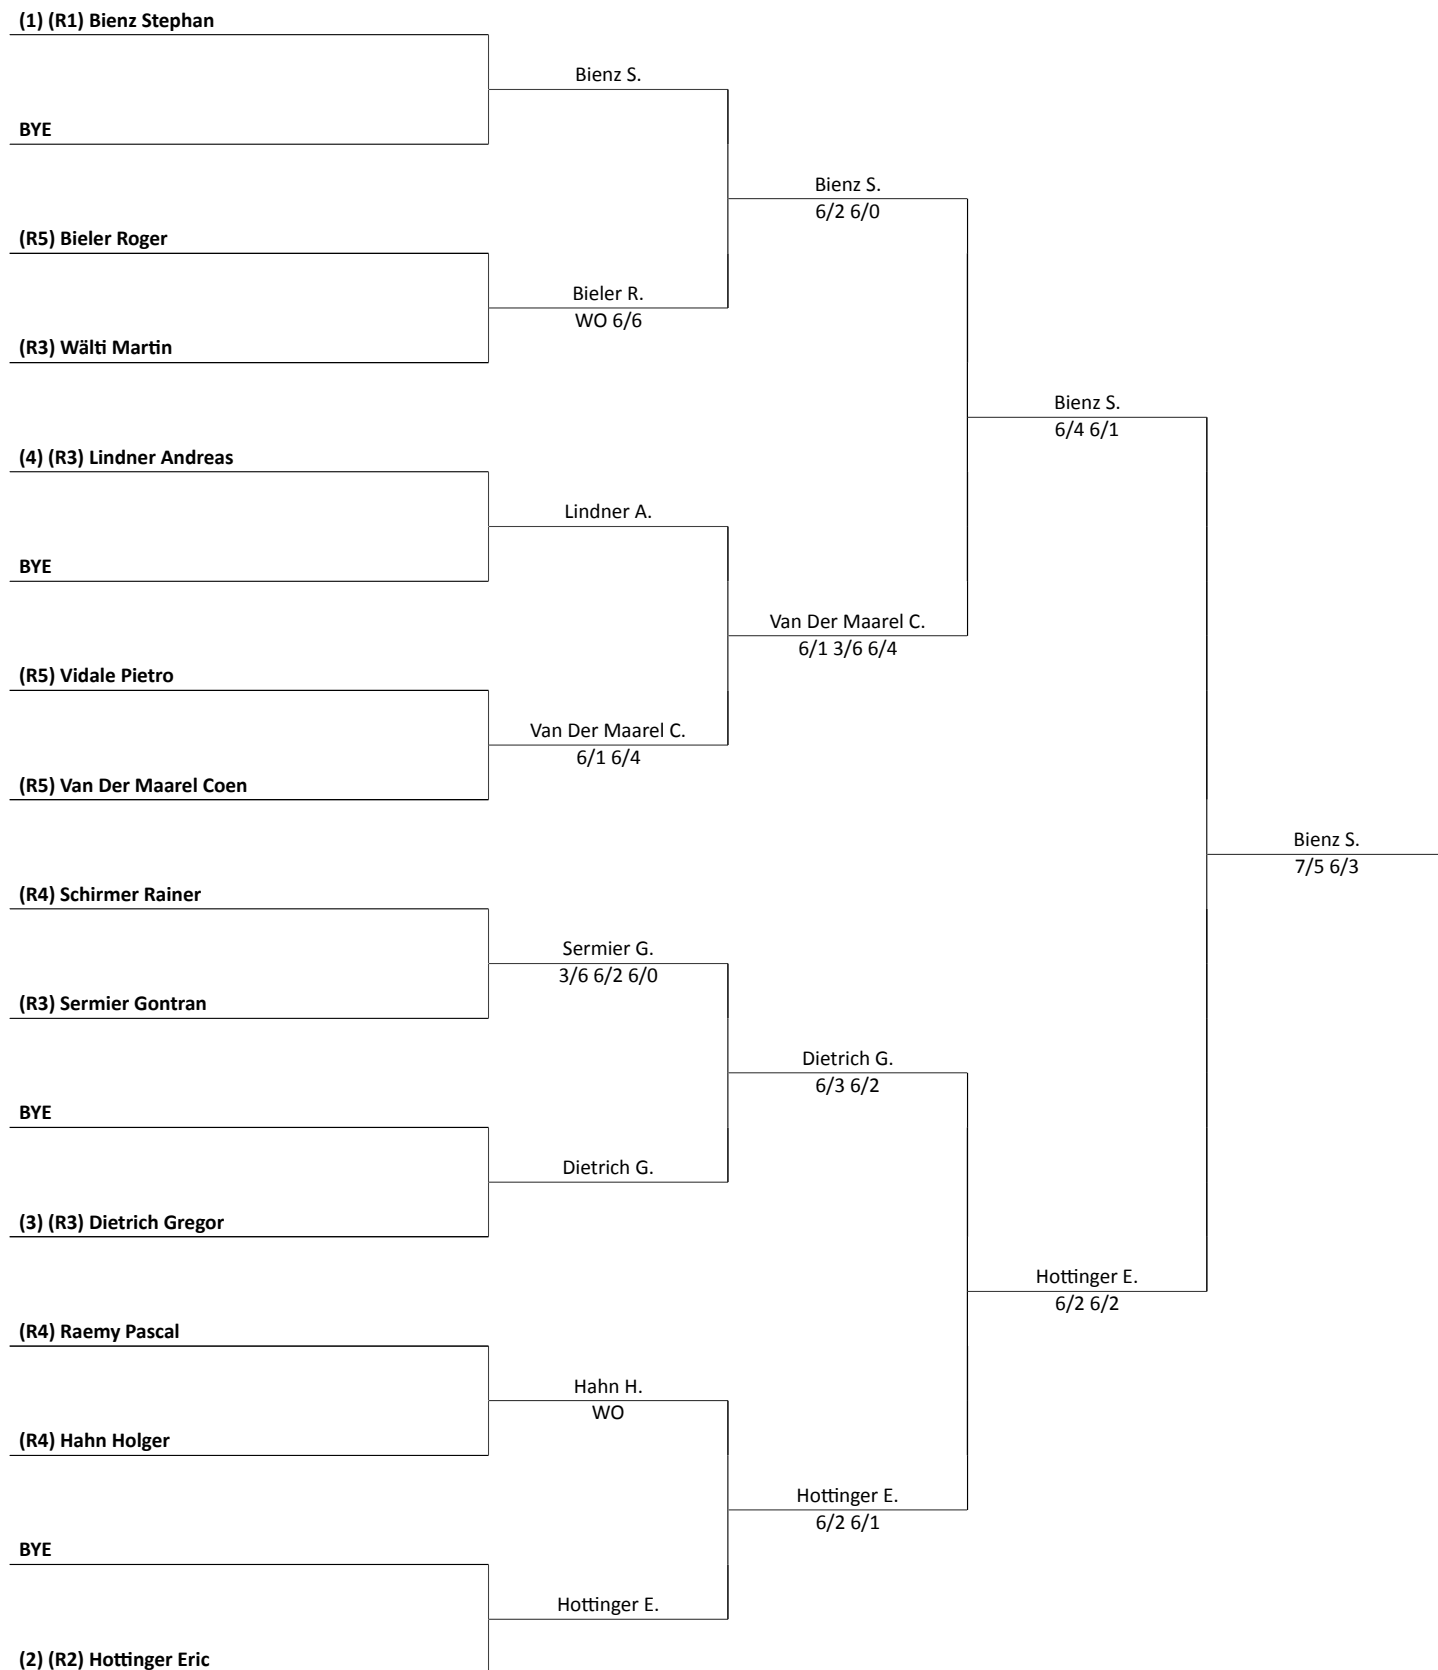 (1) (R1) Bienz Stephan
Bienz S.
BYE
Bienz S.
6/2 6/0
(R5) Bieler Roger
Bieler R.
WO 6/6
(R3) Wälti Martin
Bienz S.
6/4 6/1
(4) (R3) Lindner Andreas
Lindner A.
BYE
Van Der Maarel C.
6/1 3/6 6/4
(R5) Vidale Pietro
Van Der Maarel C.
6/1 6/4
(R5) Van Der Maarel Coen
Bienz S.
7/5 6/3
(R4) Schirmer Rainer
Sermier G.
3/6 6/2 6/0
(R3) Sermier Gontran
Dietrich G.
6/3 6/2
BYE
Dietrich G.
(3) (R3) Dietrich Gregor
Hottinger E.
6/2 6/2
(R4) Raemy Pascal
Hahn H.
WO
(R4) Hahn Holger
Hottinger E.
6/2 6/1
BYE
Hottinger E.
(2) (R2) Hottinger Eric